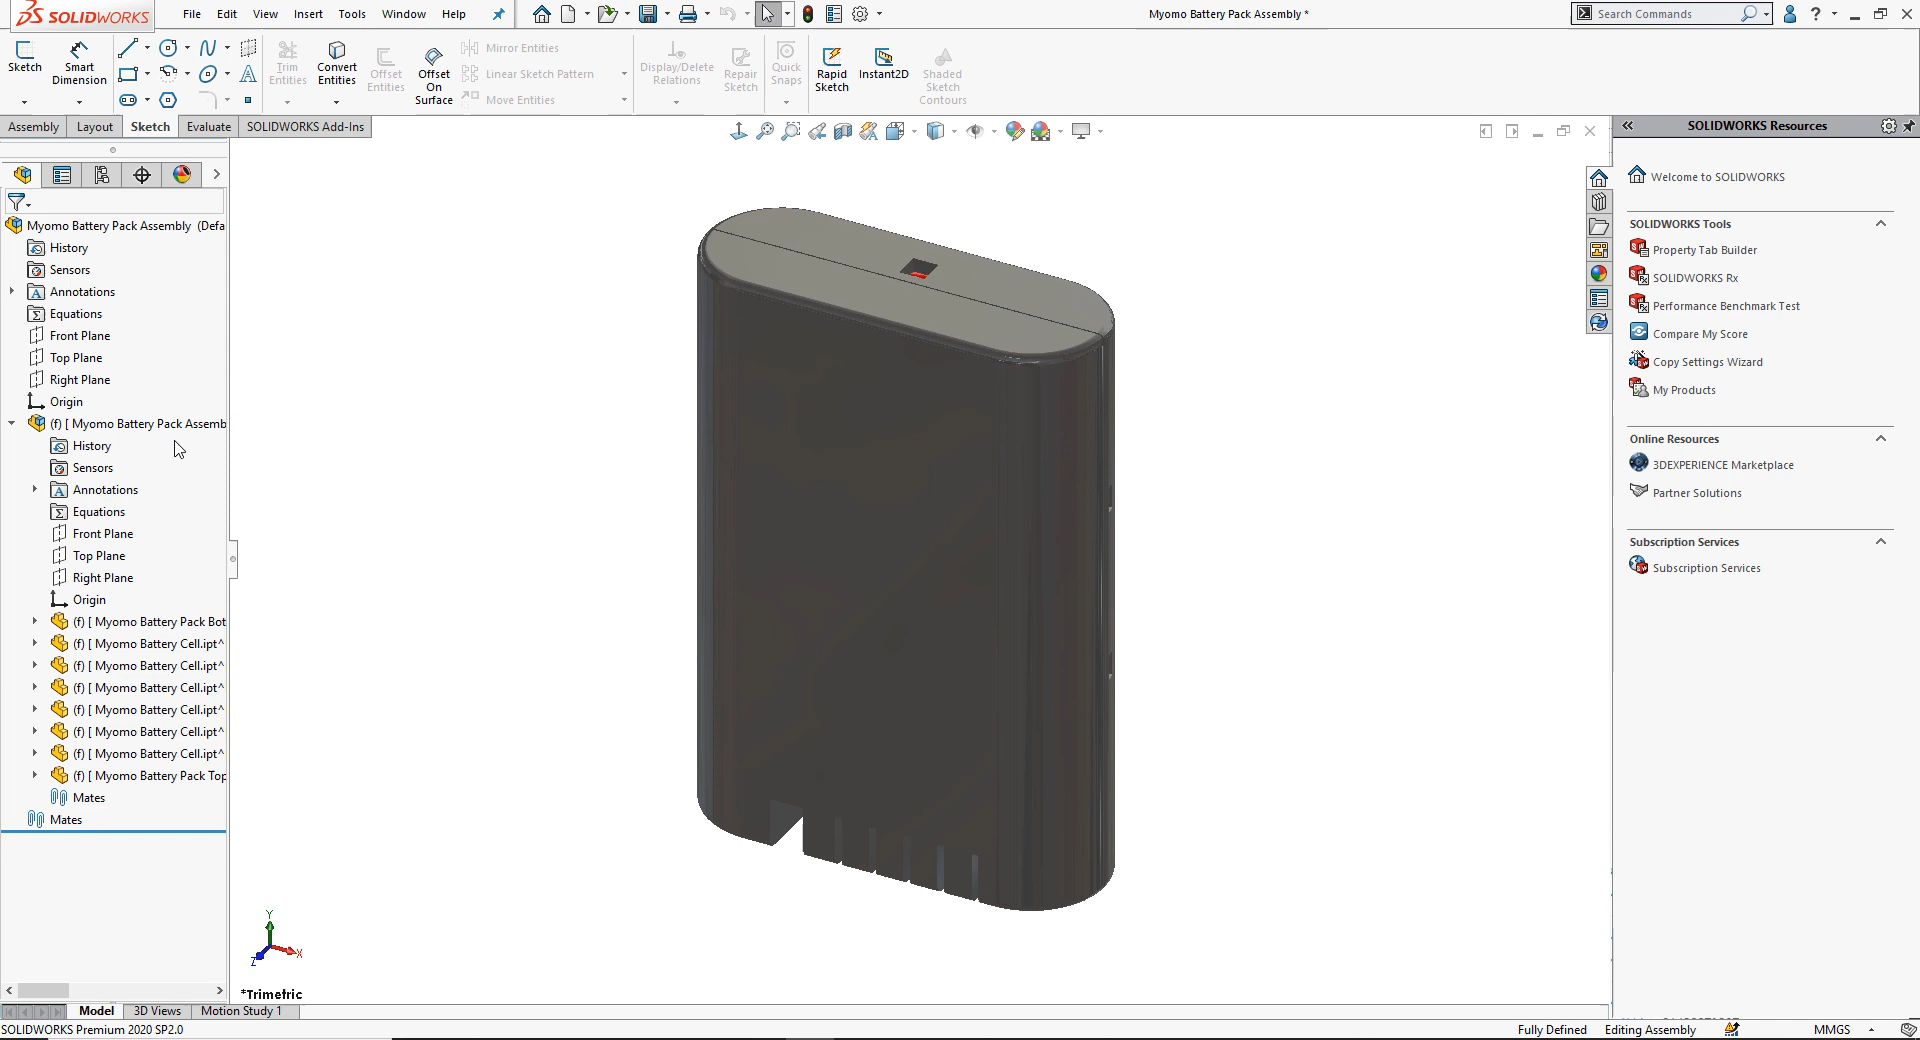 SOLIDWORKS
File Edit View Insert Tools Window Help
Myomo Battery Pack Assembly *
Search Commands
Sketch
Smart Dimension
Trim Entities
Convert Entities
Offset Entities
Offset On Surface
Mirror Entities
Linear Sketch Pattern
Move Entities
Display/Delete Relations
Repair Sketch
Quick Snaps
Rapid Sketch
Instant2D
Shaded Sketch Contours
Assembly Layout Sketch Evaluate SOLIDWORKS Add-Ins
SOLIDWORKS Resources
Myomo Battery Pack Assembly (Defa
History
Sensors
Annotations
Equations
Front Plane
Top Plane
Right Plane
Origin
(f) [ Myomo Battery Pack Assemb
History
Sensors
Annotations
Equations
Front Plane
Top Plane
Right Plane
Origin
(f) [ Myomo Battery Pack Bot
(f) [ Myomo Battery Cell.ipt^
(f) [ Myomo Battery Cell.ipt^
(f) [ Myomo Battery Cell.ipt^
(f) [ Myomo Battery Cell.ipt^
(f) [ Myomo Battery Cell.ipt^
(f) [ Myomo Battery Cell.ipt^
(f) [ Myomo Battery Pack Top
Mates
Mates
Y
X
Z
*Trimetric
Welcome to SOLIDWORKS
SOLIDWORKS Tools
Property Tab Builder
SOLIDWORKS Rx
Performance Benchmark Test
Compare My Score
Copy Settings Wizard
My Products
Online Resources
3DEXPERIENCE Marketplace
Partner Solutions
Subscription Services
Subscription Services
Model 3D Views Motion Study 1
SOLIDWORKS Premium 2020 SP2.0
Fully Defined Editing Assembly MMGS